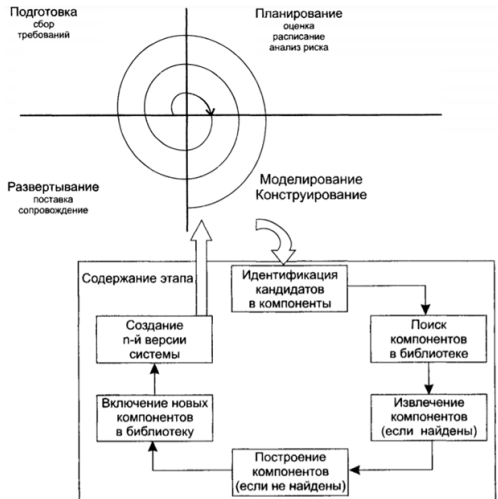 Подготовка
сбор
требований
Планирование
оценка
расписание
анализ риска
Развертывание
поставка
сопровождение
Моделирование
Конструирование
Содержание этапа
Идентификация
кандидатов
в компоненты
Поиск
компонентов
в библиотеке
Извлечение
компонентов
(если найдены)
Построение
компонентов
(если не найдены)
Включение новых
компонентов
в библиотеку
Создание
n-й версии
системы